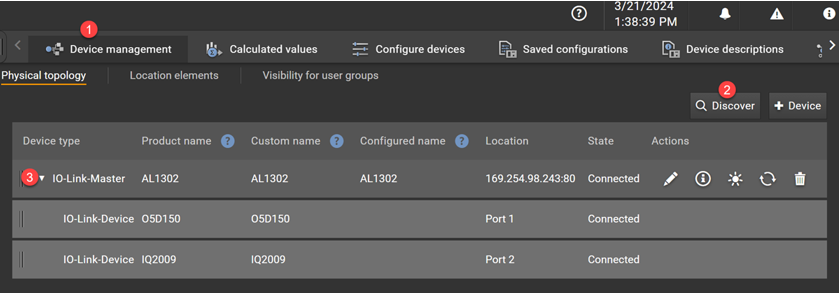 3/21/2024
1:38:39 PM
1
Device management
Calculated values
Configure devices
Saved configurations
Device descriptions
Physical topology
Location elements
Visibility for user groups
2
Discover
+ Device
Device type Product name ? Custom name ? Configured name ? Location State Actions
3 IO-Link-Master AL1302 AL1302 AL1302 169.254.98.243:80 Connected
IO-Link-Device O5D150 O5D150 Port 1 Connected
IO-Link-Device IQ2009 IQ2009 Port 2 Connected